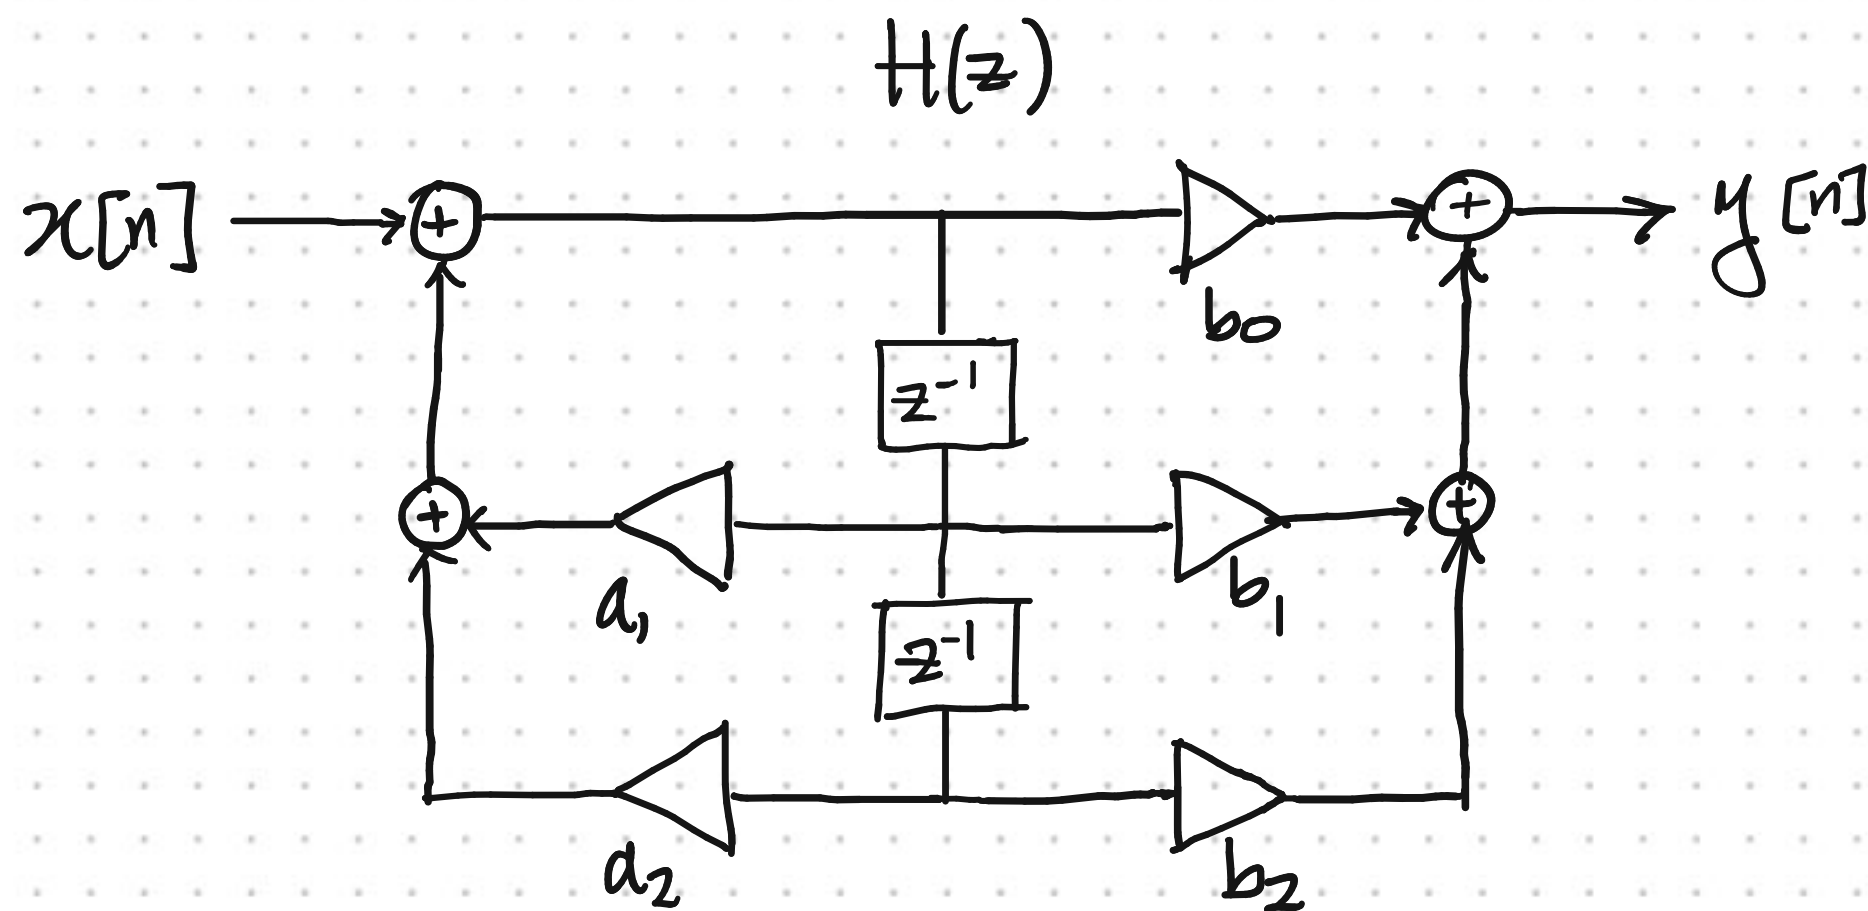 H(z)
x[n]
+
+
y[n]
b0
z⁻¹
+
+
a1
b1
z⁻¹
a2
b2